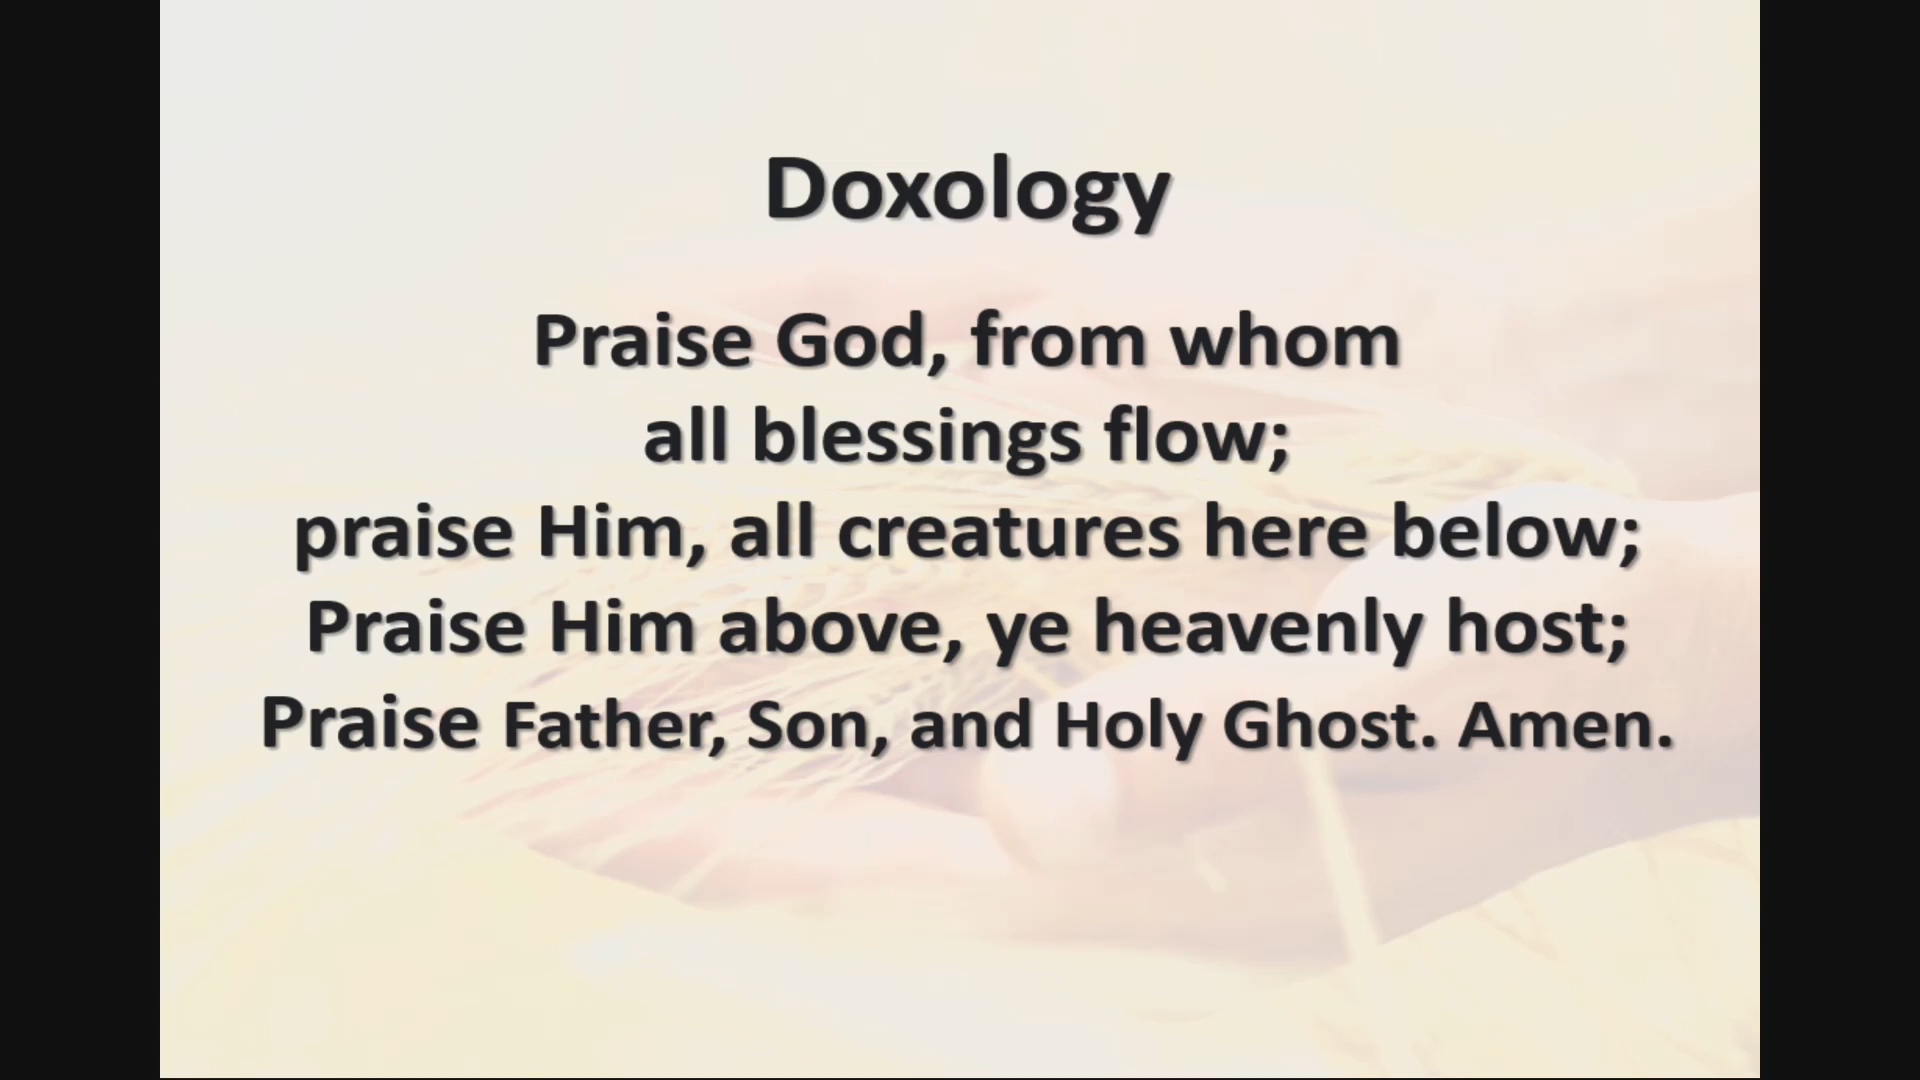 Doxology
Praise God, from whom
all blessings flow;
praise Him, all creatures here below;
Praise Him above, ye heavenly host;
Praise Father, Son, and Holy Ghost. Amen.